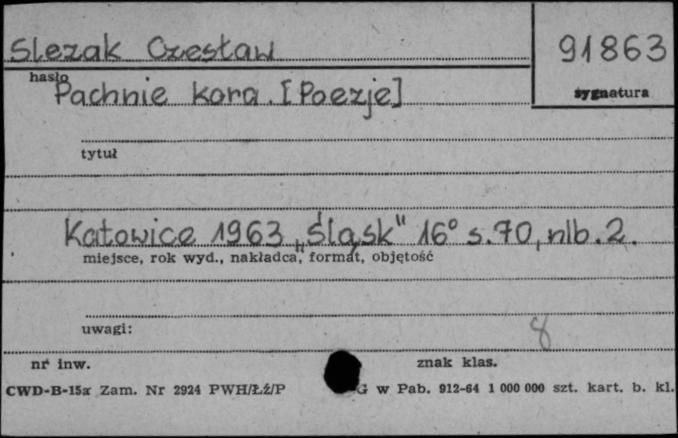 Slezak Czesław
91863
hasło
sygnatura
Pachnie kora. [Poezje]
tytuł
Katowice 1963 „Śląsk" 16° s.70, nlb.2.
miejsce, rok wyd., nakładca, format, objętość
uwagi:
8
nr inw.
znak klas.
CWD-B-15a Zam. Nr 2924 PWH/Łź/P
G w Pab. 912-64 1 000 000 szt. kart. b. kl.